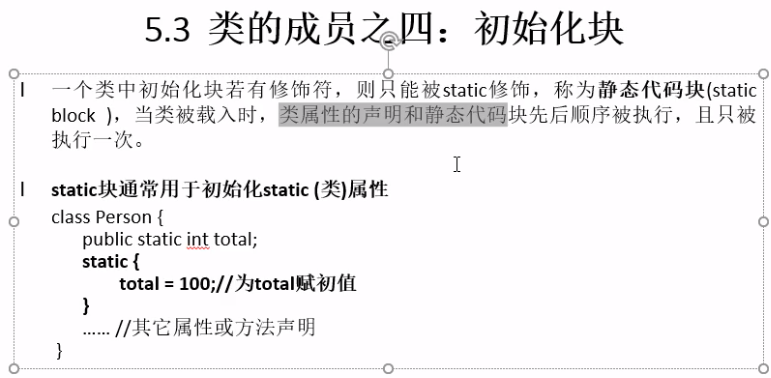 5.3 类的成员之四：初始化块
l 一个类中初始化块若有修饰符，则只能被static修饰，称为静态代码块(static
block )，当类被载入时，类属性的声明和静态代码块先后顺序被执行，且只被
执行一次。
l static块通常用于初始化static (类)属性
class Person {
public static int total;
static {
total = 100;//为total赋初值
}
...... //其它属性或方法声明
}